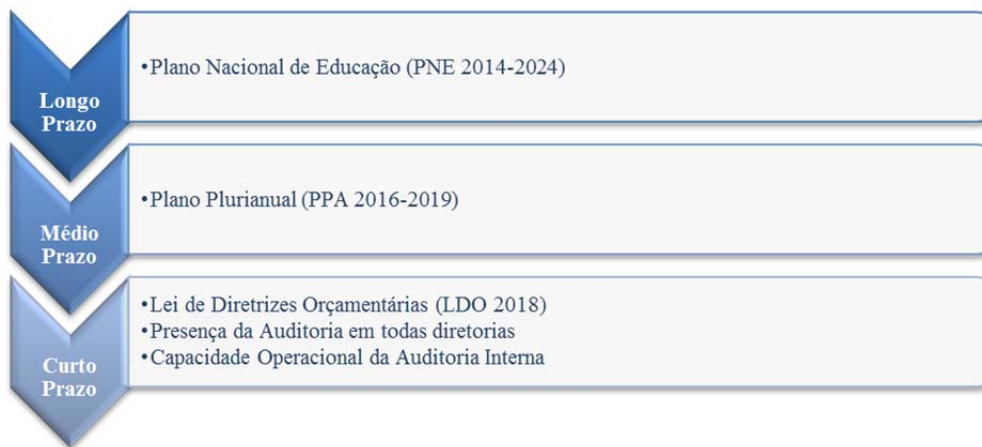 Longo
Prazo
•Plano Nacional de Educação (PNE 2014-2024)
Médio
Prazo
•Plano Plurianual (PPA 2016-2019)
Curto
Prazo
•Lei de Diretrizes Orçamentárias (LDO 2018)
•Presença da Auditoria em todas diretorias
•Capacidade Operacional da Auditoria Interna